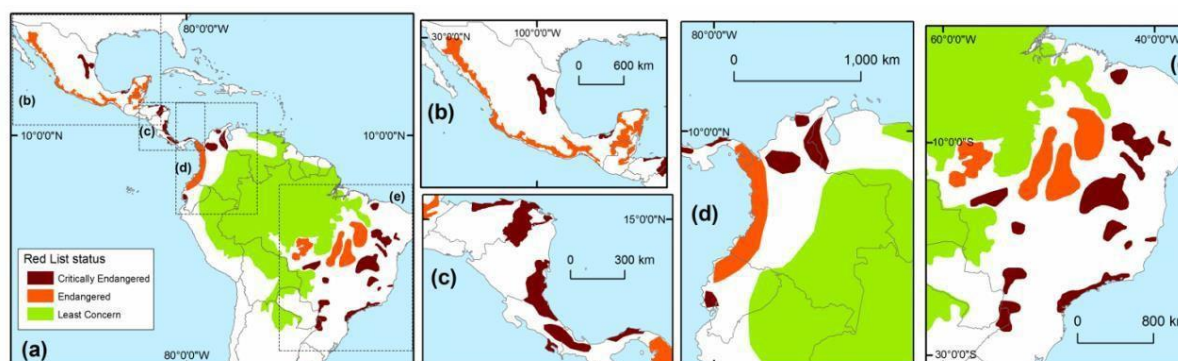 80°0'0"W
(b)
(c)
10°0'0"N
10°0'0"N
(d)
(e)
Red List status
Critically Endangered
Endangered
Least Concern
(a)
80°0'0"W
100°0'0"W
30°0'0"N
0 600 km
(b)
15°0'0"N
0 300 km
(c)
80°0'0"W
0 1,000 km
10°0'0"N
(d)
60°0'0"W
40°0'0"W
10°0'0"S
0 800 km
30°0'0"S